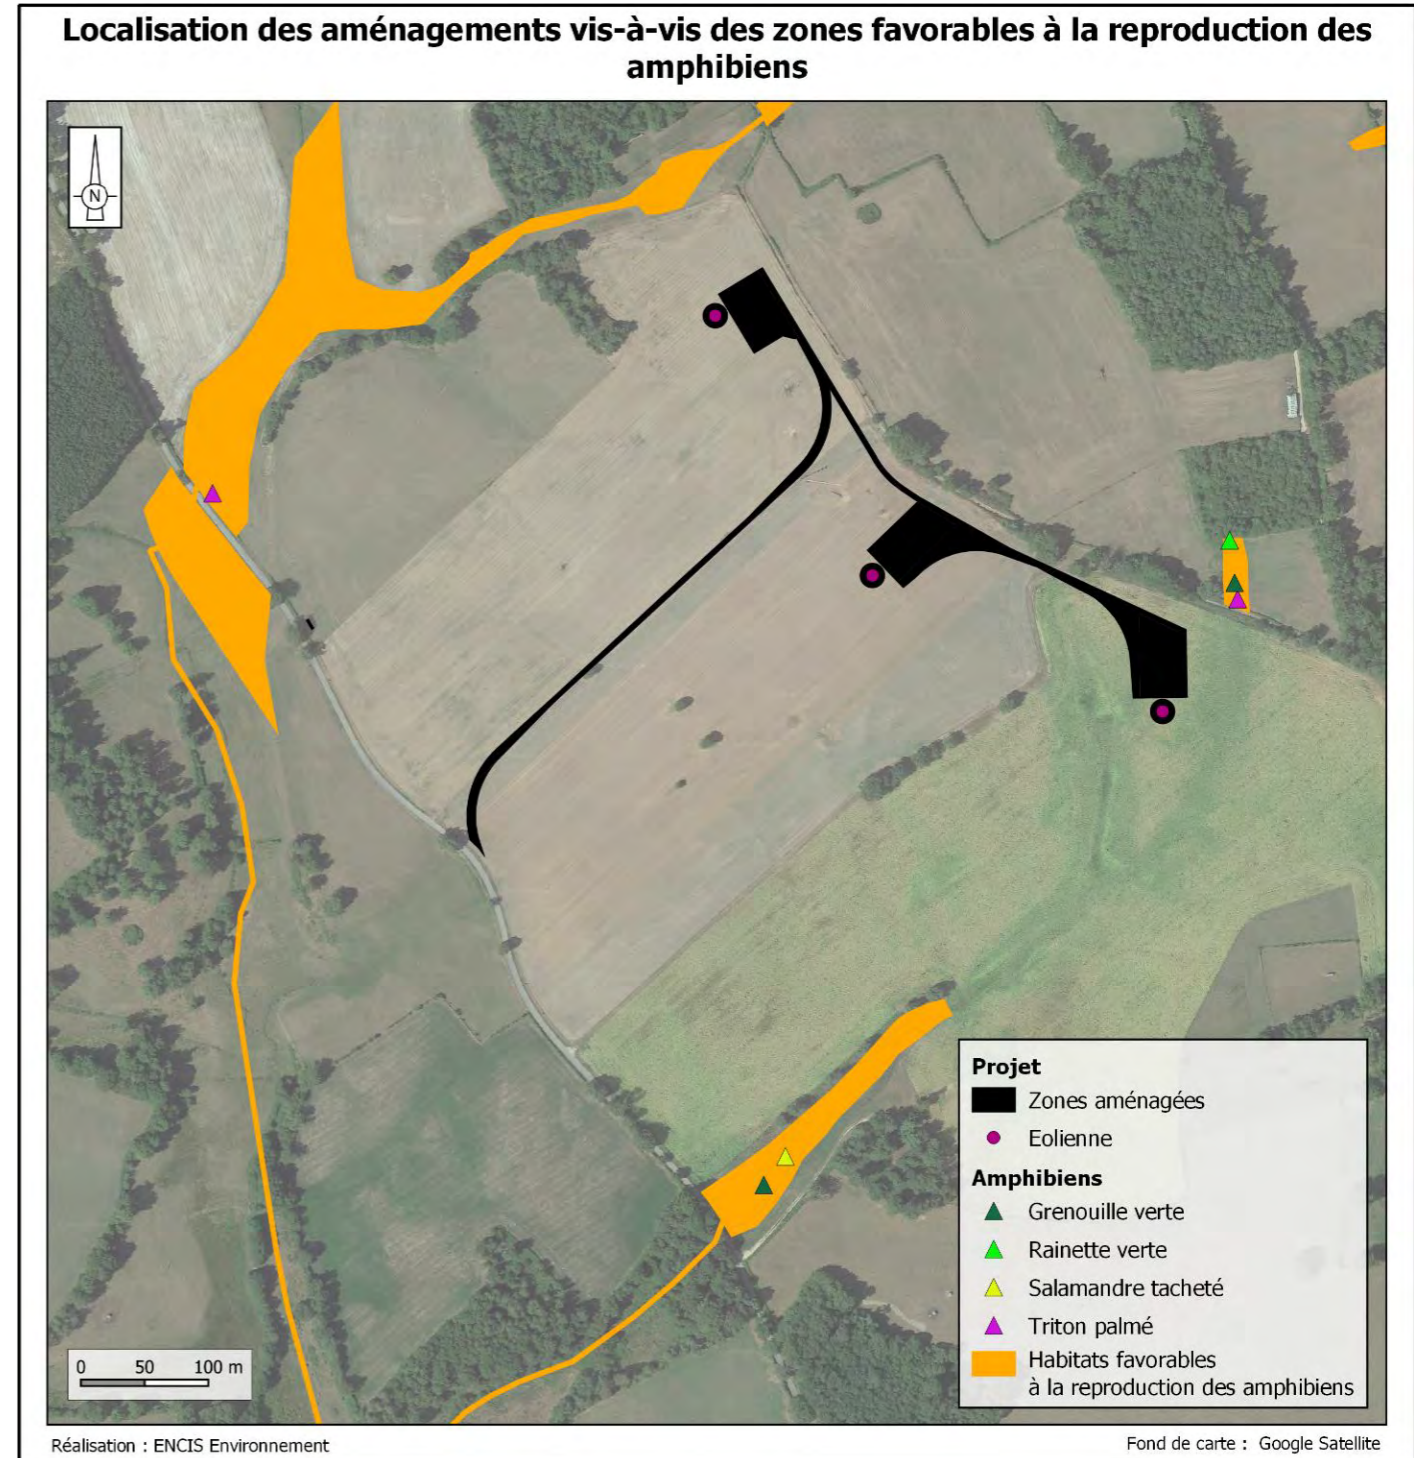 Localisation des aménagements vis-à-vis des zones favorables à la reproduction des
amphibiens
N
Projet
Zones aménagées
Eolienne
Amphibiens
Grenouille verte
Rainette verte
Salamandre tacheté
Triton palmé
Habitats favorables
à la reproduction des amphibiens
0 50 100 m
Réalisation : ENCIS Environnement
Fond de carte : Google Satellite